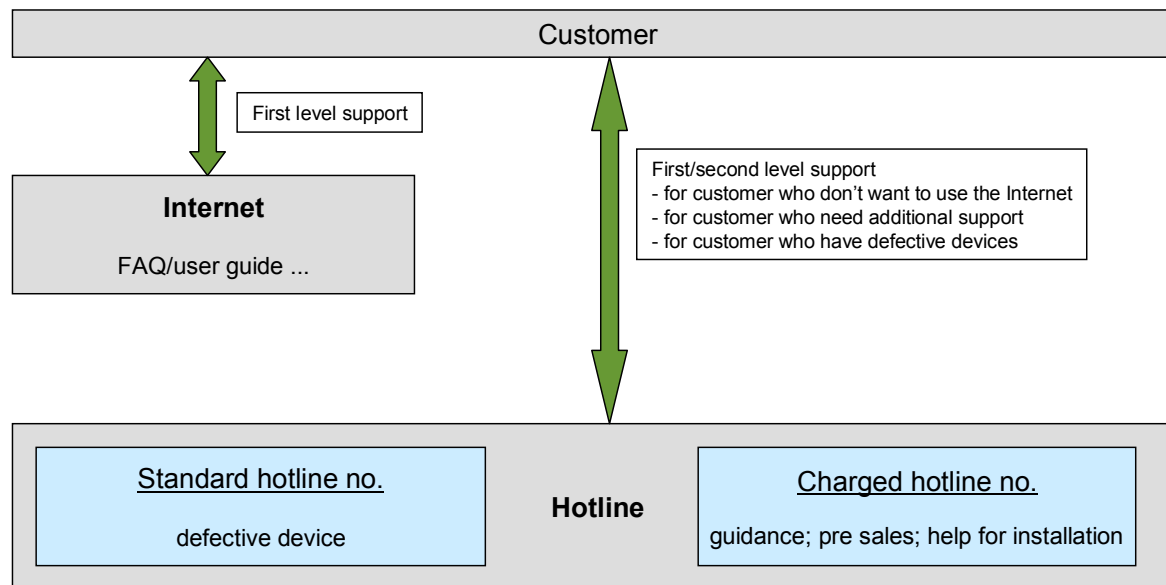 Customer
First level support
First/second level support
- for customer who don’t want to use the Internet
- for customer who need additional support
- for customer who have defective devices
Internet
FAQ/user guide ...
Standard hotline no.
defective device
Hotline
Charged hotline no.
guidance; pre sales; help for installation